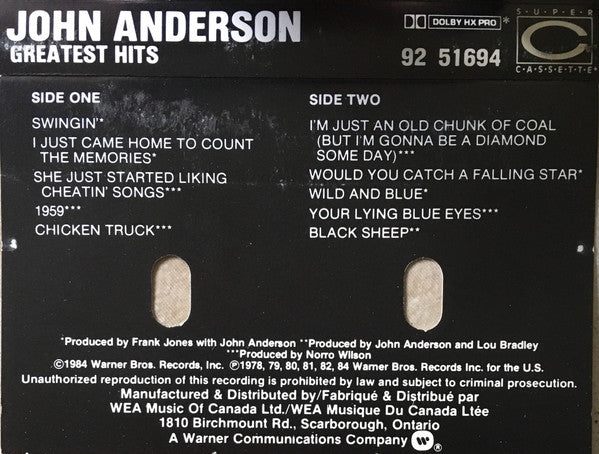 JOHN ANDERSON
GREATEST HITS
DOLBY HX PRO *
92 51694
S·U·P·E·R
C
C·A·S·S·E·T·T·E*
SIDE ONE
SWINGIN'*
I JUST CAME HOME TO COUNT
THE MEMORIES*
SHE JUST STARTED LIKING
CHEATIN' SONGS***
1959***
CHICKEN TRUCK***
SIDE TWO
I'M JUST AN OLD CHUNK OF COAL
(BUT I'M GONNA BE A DIAMOND
SOME DAY)***
WOULD YOU CATCH A FALLING STAR*
WILD AND BLUE*
YOUR LYING BLUE EYES***
BLACK SHEEP**
*Produced by Frank Jones with John Anderson **Produced by John Anderson and Lou Bradley
***Produced by Norro Wilson
©1984 Warner Bros. Records, Inc. ℗1978, 79, 80, 81, 82, 84 Warner Bros. Records Inc. for the U.S.
Unauthorized reproduction of this recording is prohibited by law and subject to criminal prosecution.
Manufactured & Distributed by/Fabriqué & Distribué par
WEA Music Of Canada Ltd./WEA Musique Du Canada Ltée
1810 Birchmount Rd., Scarborough, Ontario
A Warner Communications Company